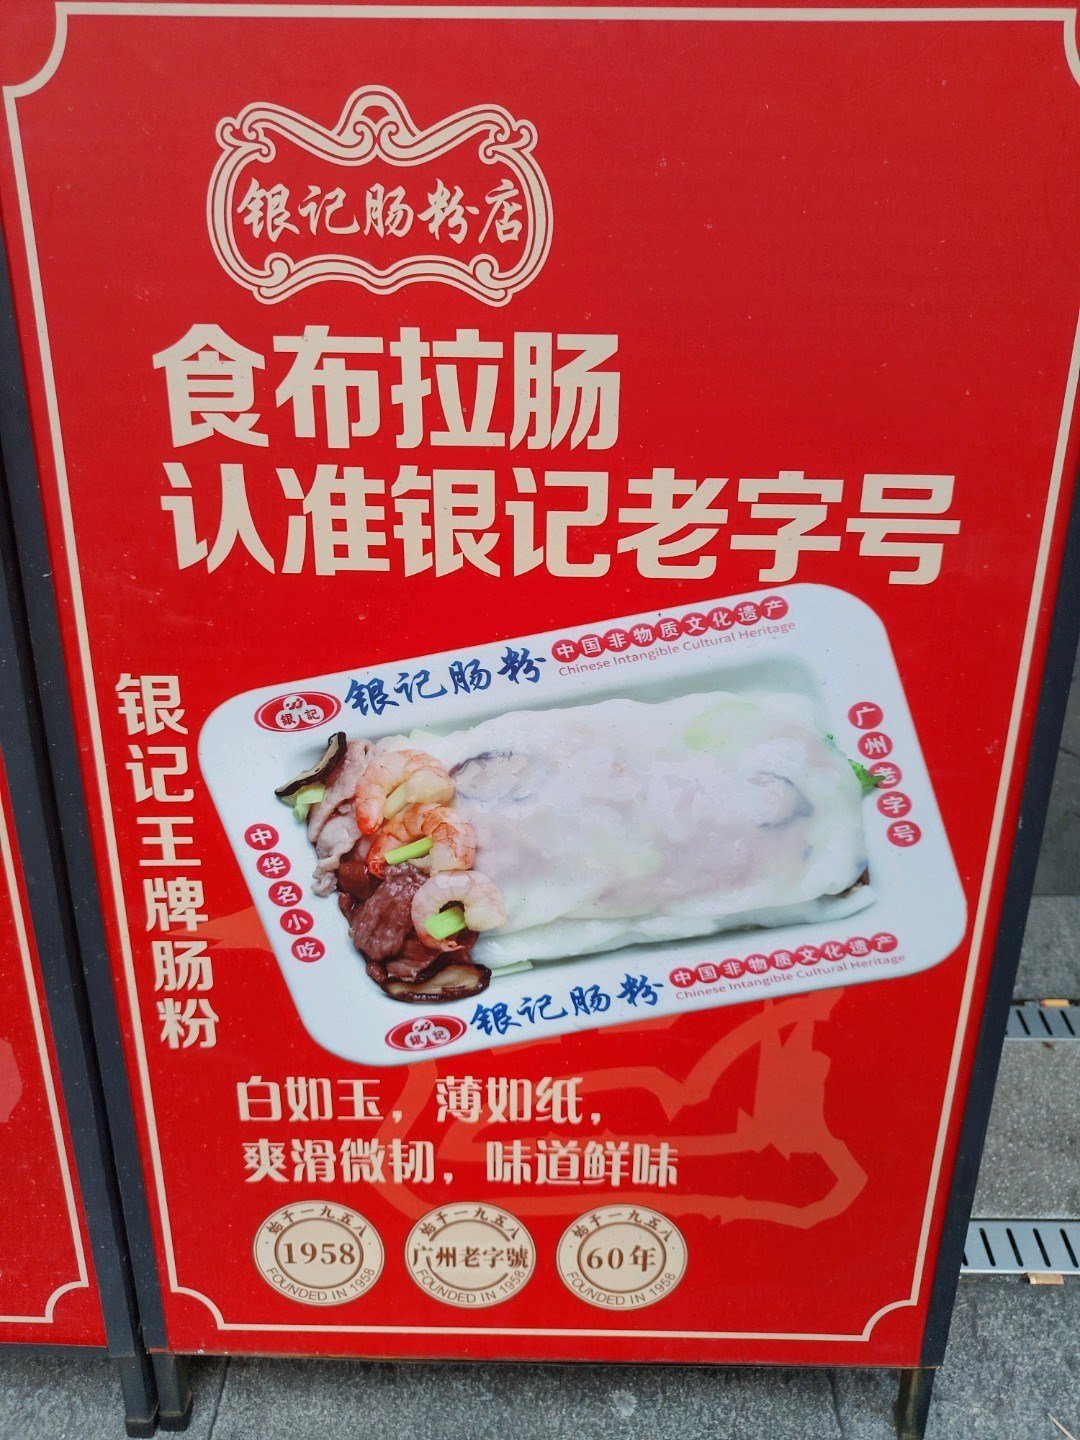 银记肠粉店
食布拉肠
认准银记老字号
银记王牌肠粉
银記
银记肠粉
中国非物质文化遗产
Chinese Intangible Cultural Heritage
广州老字号
中华名小吃
银記
银记肠粉
中国非物质文化遗产
Chinese Intangible Cultural Heritage
白如玉，薄如纸，
爽滑微韧，味道鲜味
始于一九五八
1958
FOUNDED IN 1958
始于一九五八
广州老字號
FOUNDED IN 1958
始于一九五八
60年
FOUNDED IN 1958